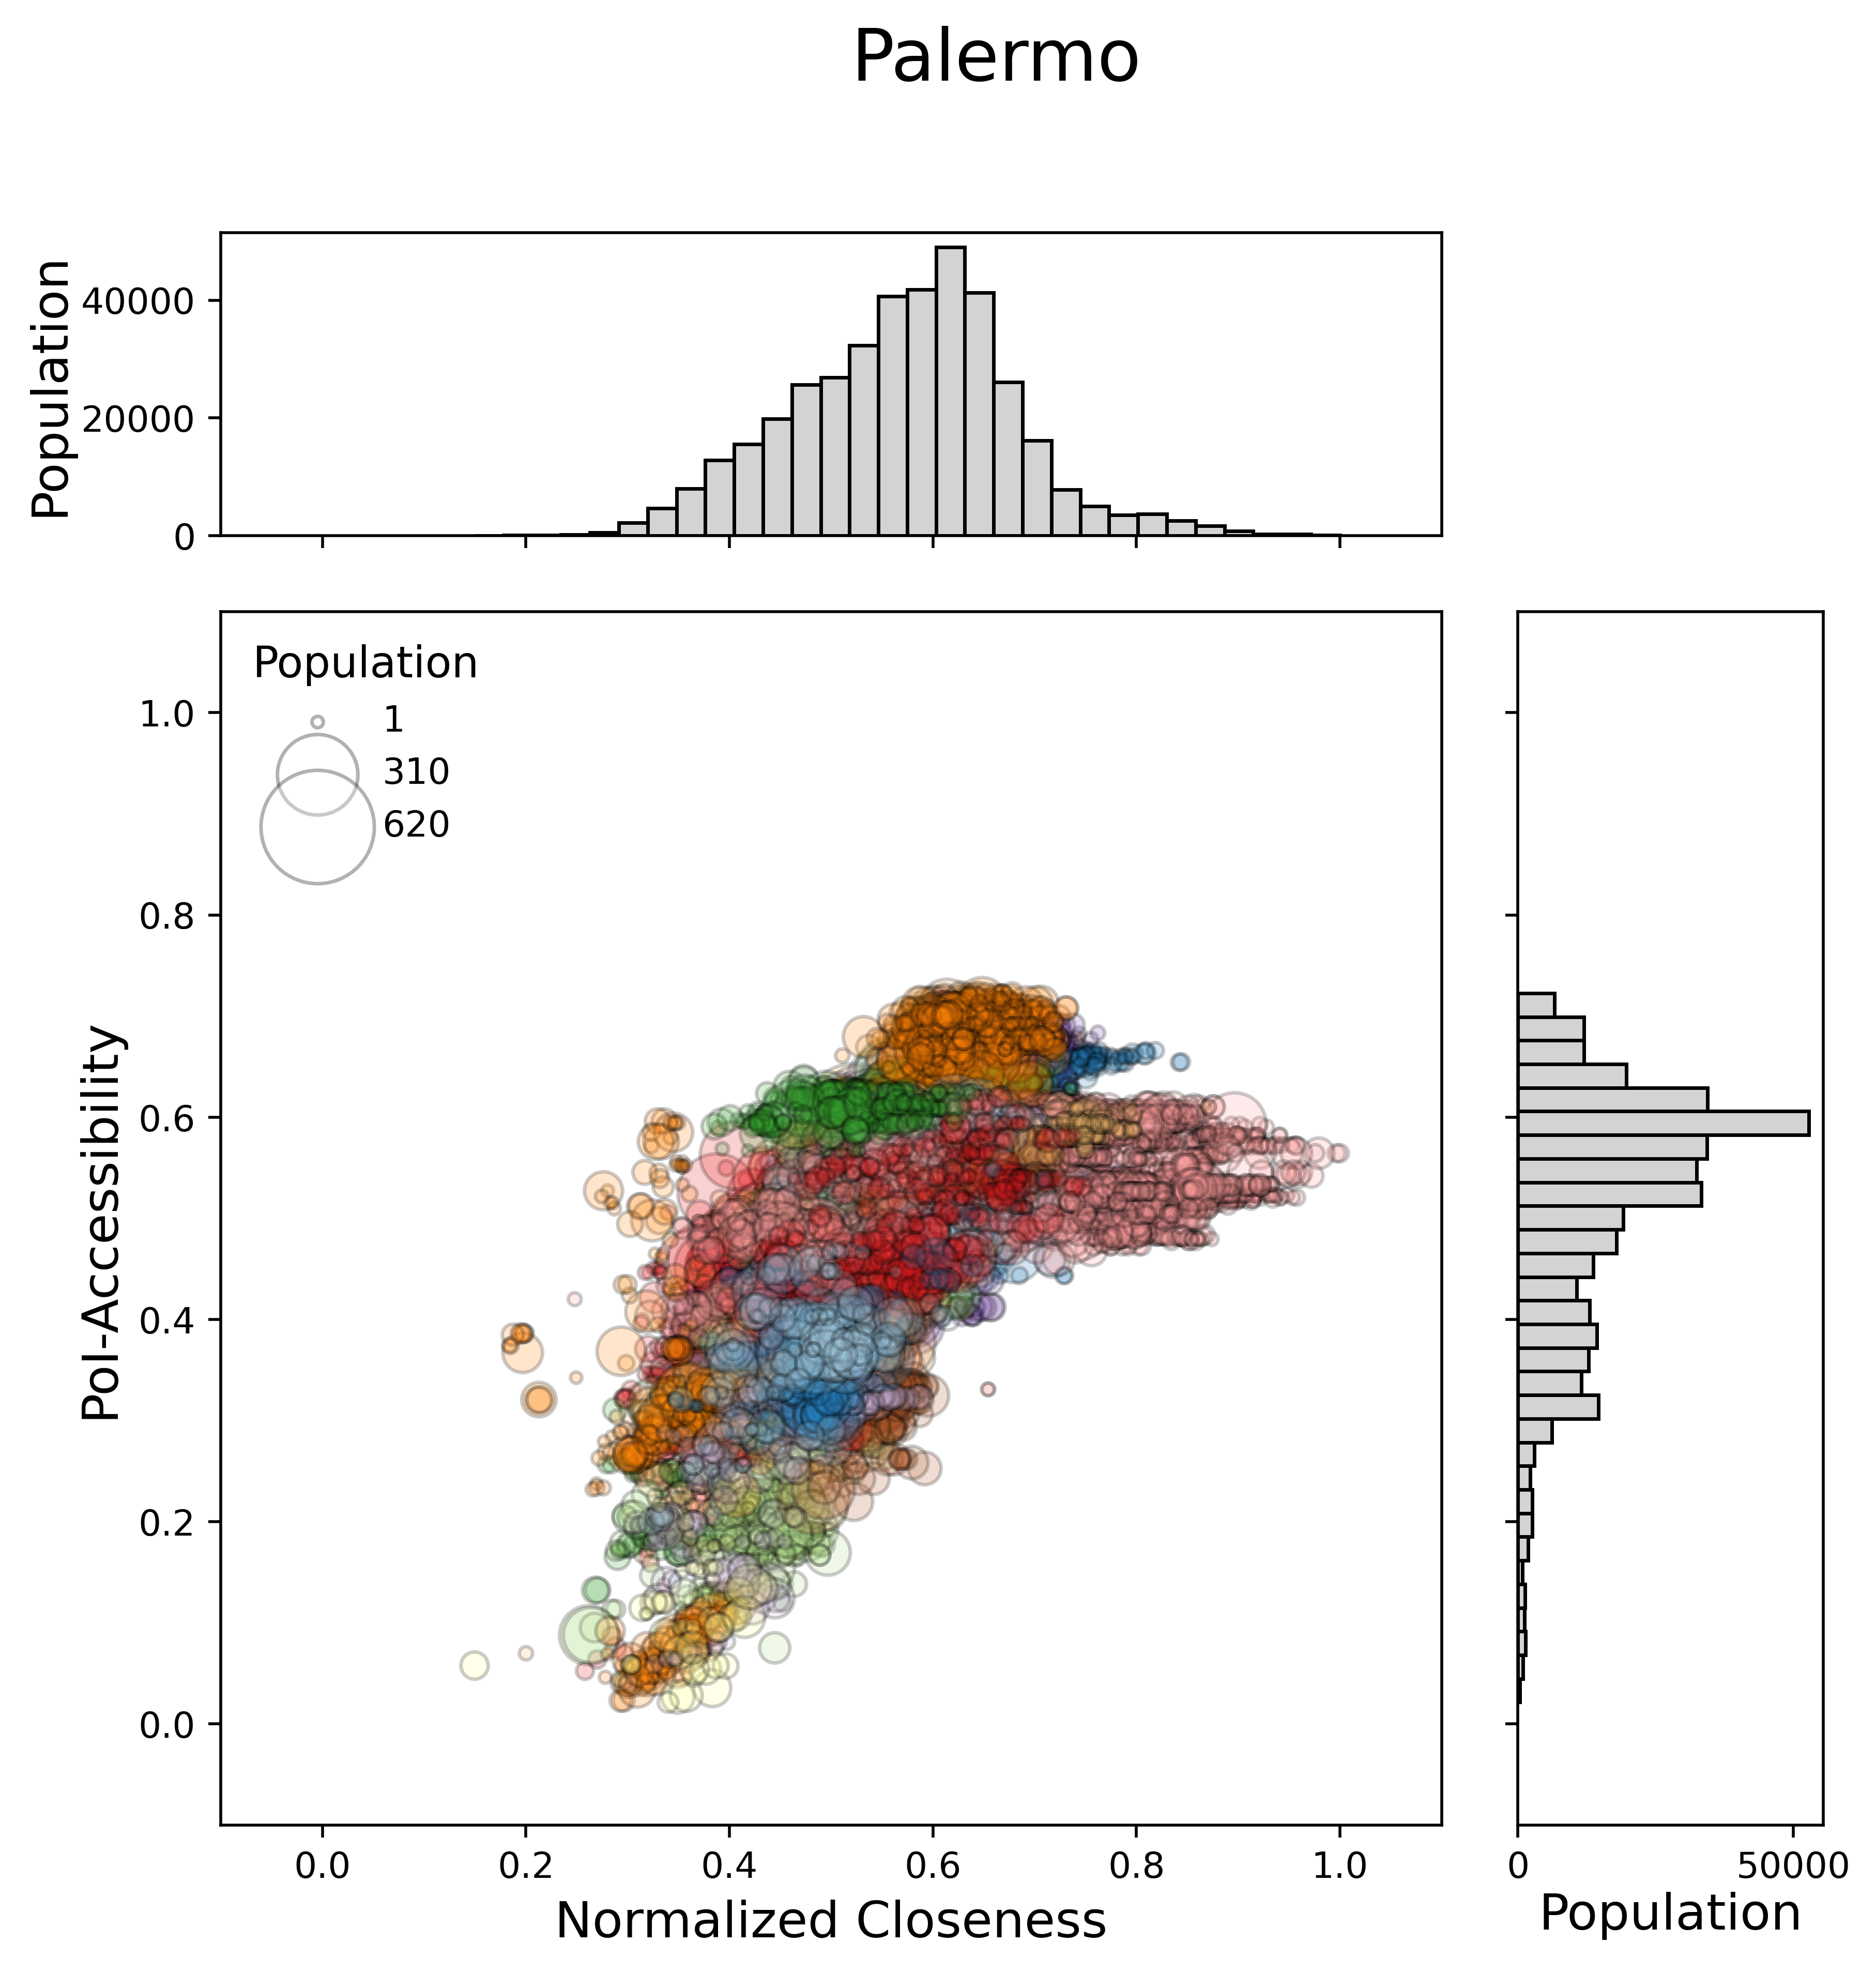 Palermo
Population
40000
20000
0
Population
1
310
620
PoI-Accessibility
1.0
0.8
0.6
0.4
0.2
0.0
0.0 0.2 0.4 0.6 0.8 1.0
Normalized Closeness
0 50000
Population